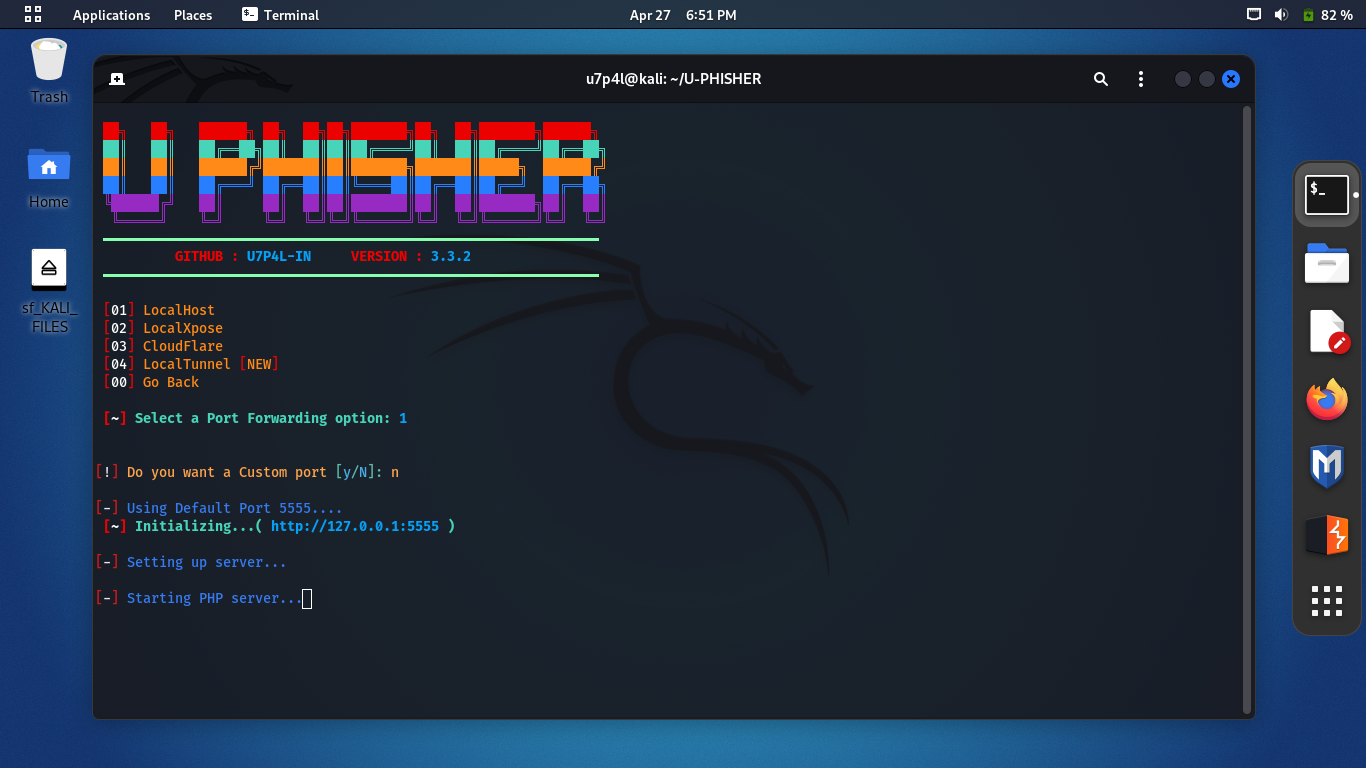 Applications Places Terminal Apr 27 6:51 PM 82 %
Trash
Home
sf_KALI_
FILES
u7p4l@kali: ~/U-PHISHER
U PHISHER
GITHUB : U7P4L-IN VERSION : 3.3.2
[01] LocalHost
[02] LocalXpose
[03] CloudFlare
[04] LocalTunnel [NEW]
[00] Go Back
[~] Select a Port Forwarding option: 1
[!] Do you want a Custom port [y/N]: n
[-] Using Default Port 5555....
[~] Initializing...( http://127.0.0.1:5555 )
[-] Setting up server...
[-] Starting PHP server...